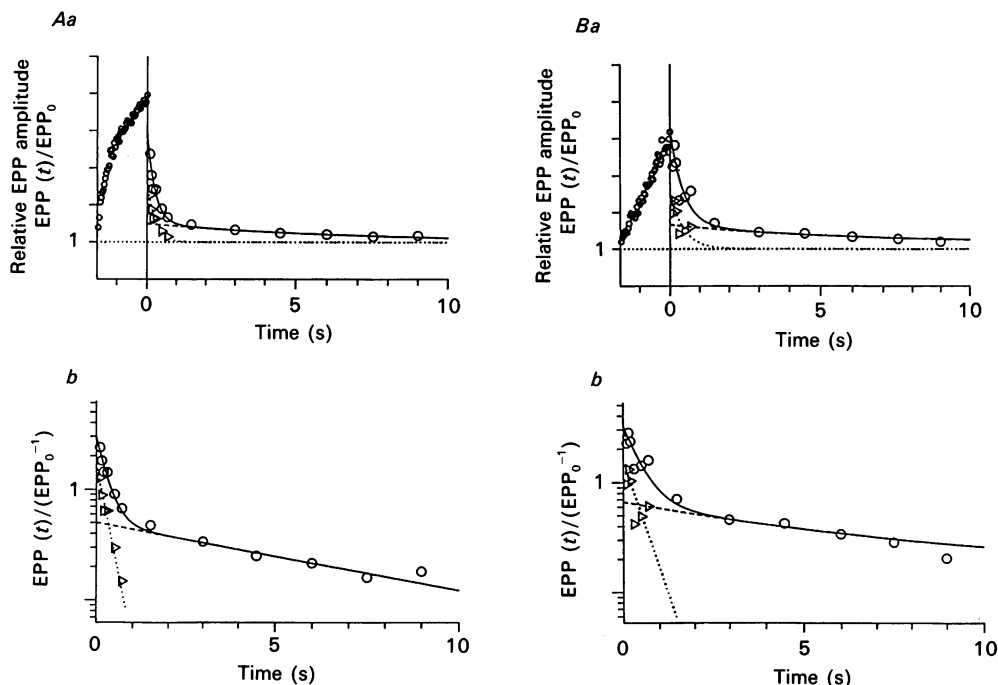 Aa
Relative EPP amplitude
EPP (t)/EPP₀
1
0
5
10
Time (s)
Ba
Relative EPP amplitude
EPP (t)/EPP₀
1
0
5
10
Time (s)
b
EPP (t)/(EPP₀⁻¹)
1
0
5
10
Time (s)
b
EPP (t)/(EPP₀⁻¹)
1
0
5
10
Time (s)